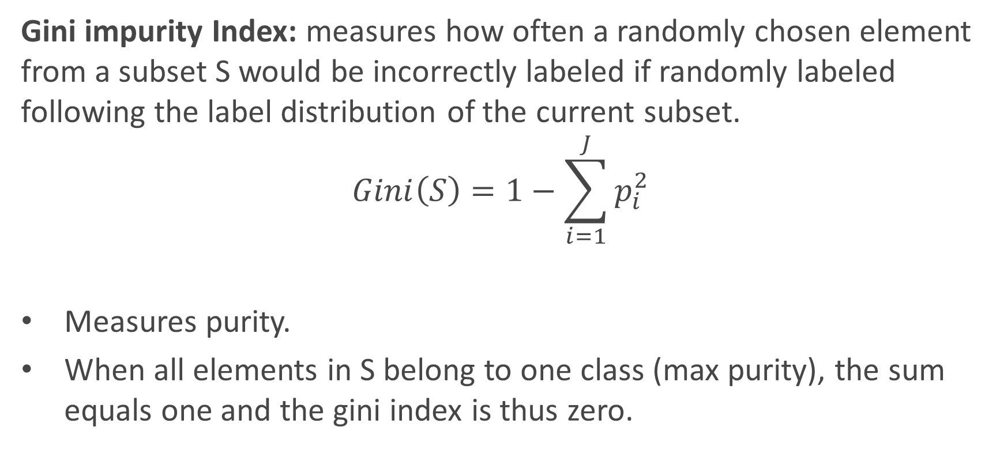 Gini impurity Index: measures how often a randomly chosen element
from a subset S would be incorrectly labeled if randomly labeled
following the label distribution of the current subset.
$Gini(S) = 1 - \sum_{i=1}^{J} p_i^2$
• Measures purity.
• When all elements in S belong to one class (max purity), the sum
equals one and the gini index is thus zero.